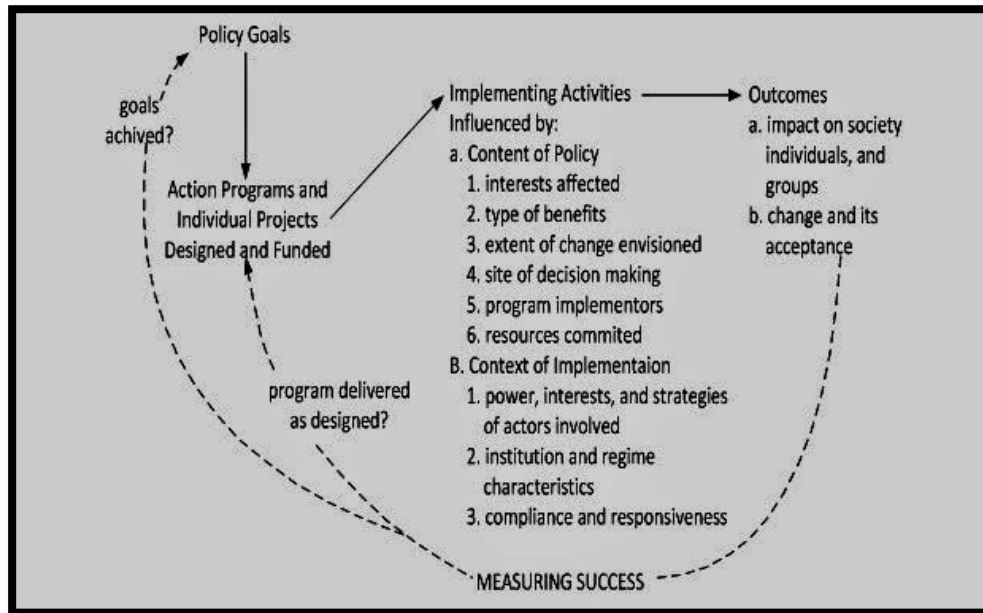 Policy Goals
goals
achived?
Action Programs and
Individual Projects
Designed and Funded
program delivered
as designed?
Implementing Activities
Influenced by:
a. Content of Policy
1. interests affected
2. type of benefits
3. extent of change envisioned
4. site of decision making
5. program implementors
6. resources commited
B. Context of Implementaion
1. power, interests, and strategies
of actors involved
2. institution and regime
characteristics
3. compliance and responsiveness
Outcomes
a. impact on society
individuals, and
groups
b. change and its
acceptance
MEASURING SUCCESS